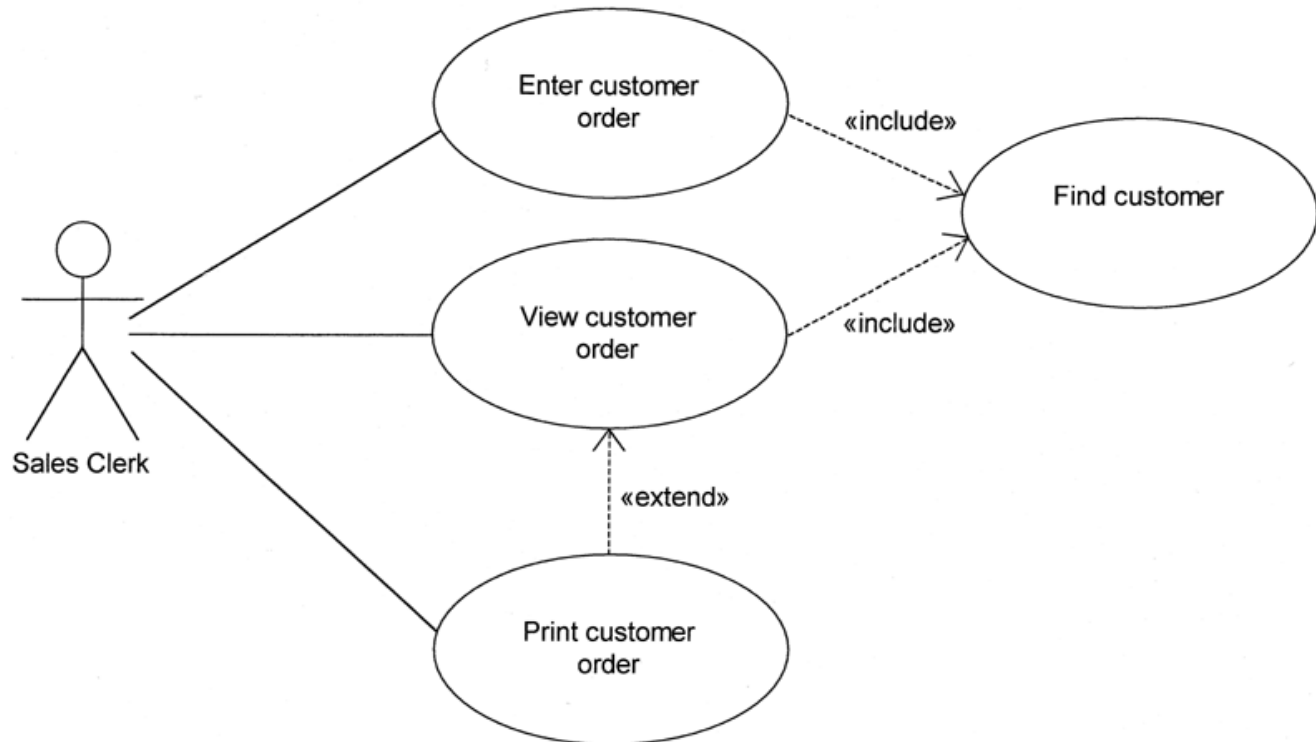 Enter customer
order
«include»
Find customer
View customer
order
«include»
Sales Clerk
«extend»
Print customer
order